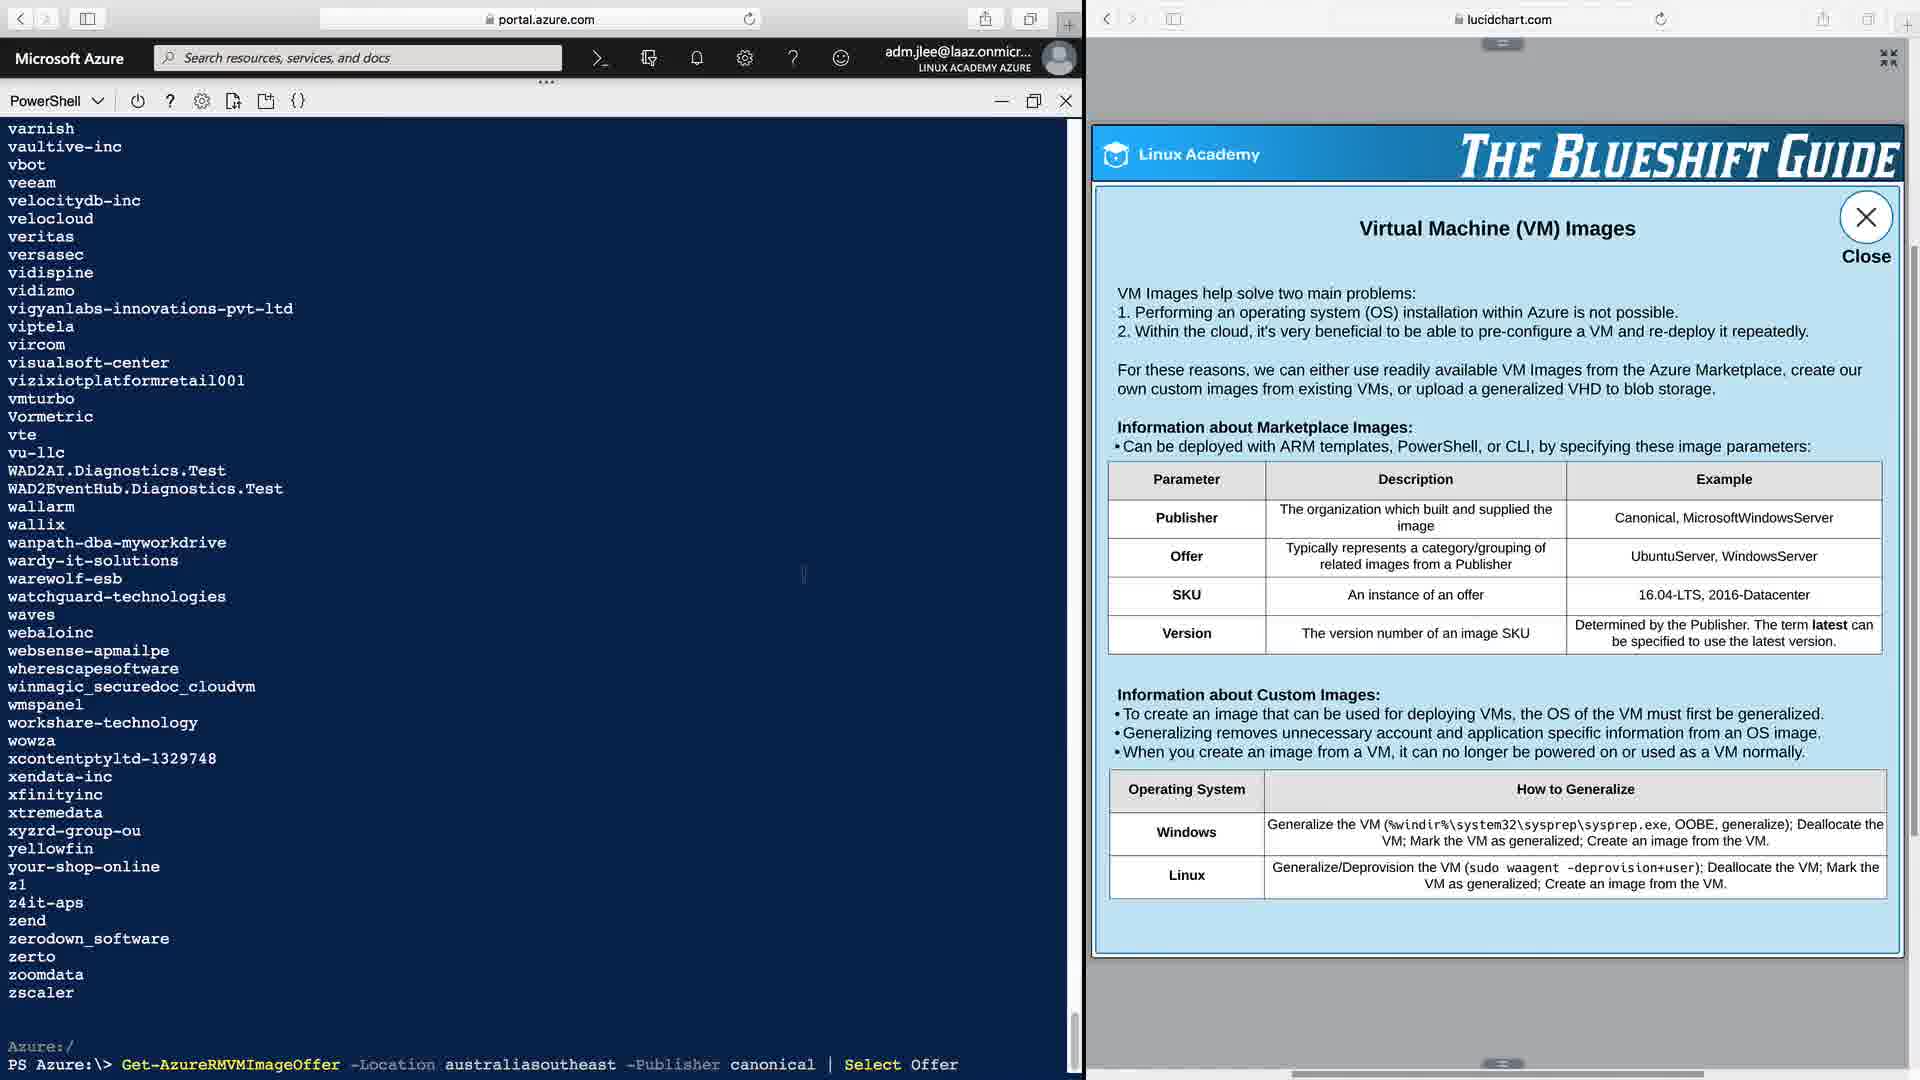 portal.azure.com
Microsoft Azure
Search resources, services, and docs
adm.jlee@laaz.onmicr...
LINUX ACADEMY AZURE
PowerShell
varnish
vaultive-inc
vbot
veeam
velocitydb-inc
velocloud
veritas
versasec
vidispine
vidizmo
vigyanlabs-innovations-pvt-ltd
viptela
vircom
visualsoft-center
vizixiotplatformretail001
vmturbo
Vormetric
vte
vu-llc
WAD2AI.Diagnostics.Test
WAD2EventHub.Diagnostics.Test
wallarm
wallix
wanpath-dba-myworkdrive
wardy-it-solutions
warewolf-esb
watchguard-technologies
waves
webaloinc
websense-apmailpe
wherescapesoftware
winmagic_securedoc_cloudvm
wmspanel
workshare-technology
wowza
xcontentptyltd-1329748
xendata-inc
xfinityinc
xtremedata
xyzrd-group-ou
yellowfin
your-shop-online
z1
z4it-aps
zend
zerodown_software
zerto
zoomdata
zscaler
Azure:/
PS Azure:\> Get-AzureRMVMImageOffer -Location australiasoutheast -Publisher canonical | Select Offer
lucidchart.com
Linux Academy
THE BLUESHIFT GUIDE
Virtual Machine (VM) Images
Close
VM Images help solve two main problems:
1. Performing an operating system (OS) installation within Azure is not possible.
2. Within the cloud, it's very beneficial to be able to pre-configure a VM and re-deploy it repeatedly.
For these reasons, we can either use readily available VM Images from the Azure Marketplace, create our
own custom images from existing VMs, or upload a generalized VHD to blob storage.
Information about Marketplace Images:
• Can be deployed with ARM templates, PowerShell, or CLI, by specifying these image parameters:
Parameter Description Example
Publisher The organization which built and supplied the Canonical, MicrosoftWindowsServer
image
Offer Typically represents a category/grouping of UbuntuServer, WindowsServer
related images from a Publisher
SKU An instance of an offer 16.04-LTS, 2016-Datacenter
Version The version number of an image SKU Determined by the Publisher. The term latest can
be specified to use the latest version.
Information about Custom Images:
• To create an image that can be used for deploying VMs, the OS of the VM must first be generalized.
• Generalizing removes unnecessary account and application specific information from an OS image.
• When you create an image from a VM, it can no longer be powered on or used as a VM normally.
Operating System How to Generalize
Windows Generalize the VM (%windir%\system32\sysprep\sysprep.exe, OOBE, generalize); Deallocate the
VM; Mark the VM as generalized; Create an image from the VM.
Linux Generalize/Deprovision the VM (sudo waagent -deprovision+user); Deallocate the VM; Mark the
VM as generalized; Create an image from the VM.